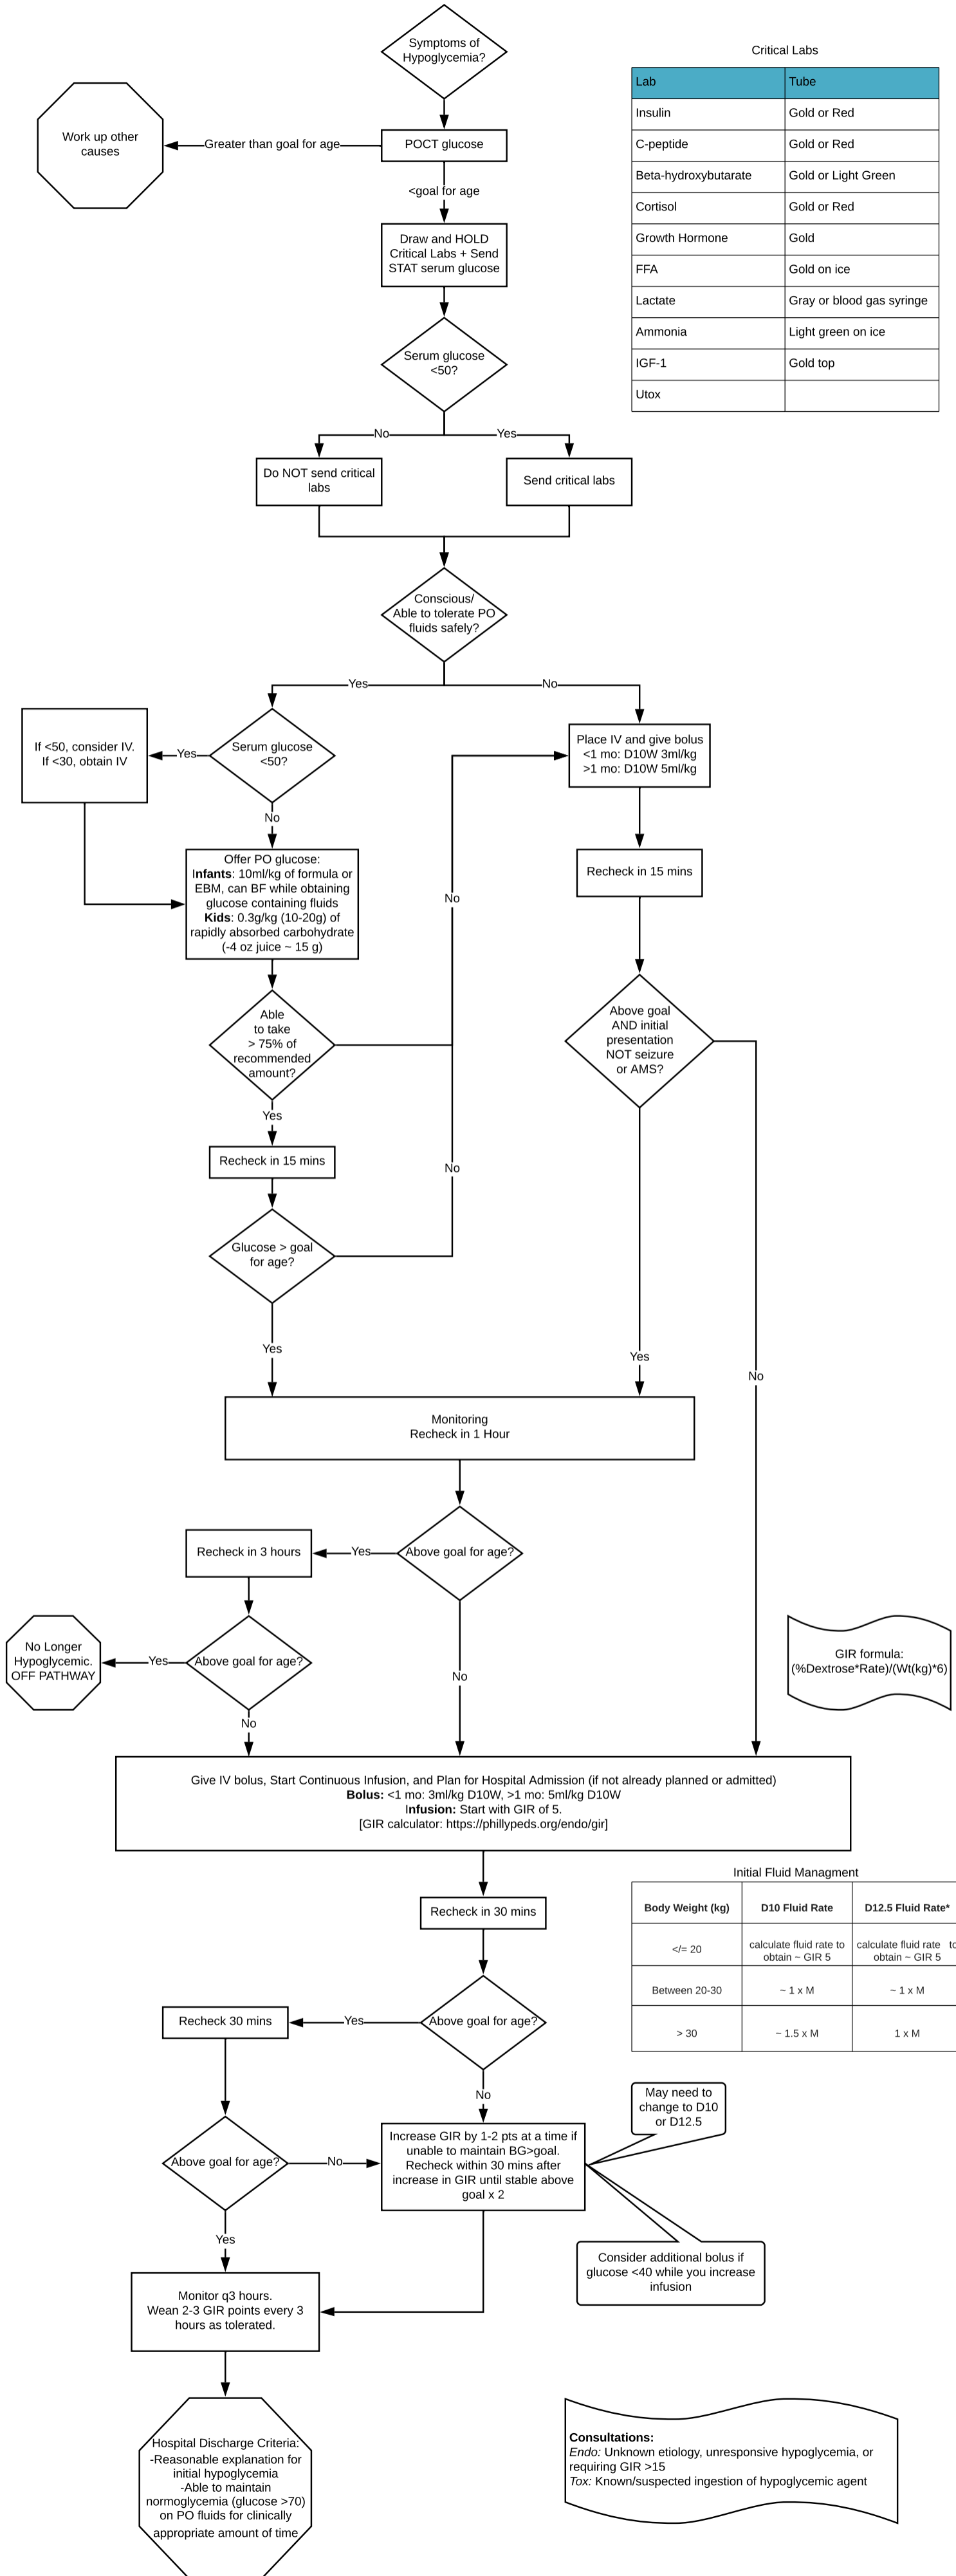 Symptoms of
Hypoglycemia?
Critical Labs
Lab Tube
Insulin Gold or Red
C-peptide Gold or Red
Beta-hydroxybutarate Gold or Light Green
Cortisol Gold or Red
Growth Hormone Gold
FFA Gold on ice
Lactate Gray or blood gas syringe
Ammonia Light green on ice
IGF-1 Gold top
Utox
Work up other
causes
Greater than goal for age
POCT glucose
<goal for age
Draw and HOLD
Critical Labs + Send
STAT serum glucose
Serum glucose
<50?
No
Yes
Do NOT send critical
labs
Send critical labs
Conscious/
Able to tolerate PO
fluids safely?
Yes
No
If <50, consider IV.
If <30, obtain IV
Yes
Serum glucose
<50?
Place IV and give bolus
<1 mo: D10W 3ml/kg
>1 mo: D10W 5ml/kg
No
Offer PO glucose:
Infants: 10ml/kg of formula or
EBM, can BF while obtaining
glucose containing fluids
Kids: 0.3g/kg (10-20g) of
rapidly absorbed carbohydrate
(-4 oz juice ~ 15 g)
No
Recheck in 15 mins
Able
to take
> 75% of
recommended
amount?
Above goal
AND initial
presentation
NOT seizure
or AMS?
Yes
Recheck in 15 mins
No
Glucose > goal
for age?
Yes
Yes
No
Monitoring
Recheck in 1 Hour
Recheck in 3 hours
Yes
Above goal for age?
No Longer
Hypoglycemic.
OFF PATHWAY
Yes
Above goal for age?
No
No
GIR formula:
(%Dextrose*Rate)/(Wt(kg)*6)
Give IV bolus, Start Continuous Infusion, and Plan for Hospital Admission (if not already planned or admitted)
Bolus: <1 mo: 3ml/kg D10W, >1 mo: 5ml/kg D10W
Infusion: Start with GIR of 5.
[GIR calculator: https://phillypeds.org/endo/gir]
Recheck in 30 mins
Initial Fluid Managment
Body Weight (kg) D10 Fluid Rate D12.5 Fluid Rate*
</= 20 calculate fluid rate to obtain ~ GIR 5 calculate fluid rate to obtain ~ GIR 5
Between 20-30 ~ 1 x M ~ 1 x M
> 30 ~ 1.5 x M 1 x M
Recheck 30 mins
Yes
Above goal for age?
No
May need to
change to D10
or D12.5
Above goal for age?
No
Increase GIR by 1-2 pts at a time if
unable to maintain BG>goal.
Recheck within 30 mins after
increase in GIR until stable above
goal x 2
Yes
Consider additional bolus if
glucose <40 while you increase
infusion
Monitor q3 hours.
Wean 2-3 GIR points every 3
hours as tolerated.
Hospital Discharge Criteria:
-Reasonable explanation for
initial hypoglycemia
-Able to maintain
normoglycemia (glucose >70)
on PO fluids for clinically
appropriate amount of time
Consultations:
Endo: Unknown etiology, unresponsive hypoglycemia, or
requiring GIR >15
Tox: Known/suspected ingestion of hypoglycemic agent